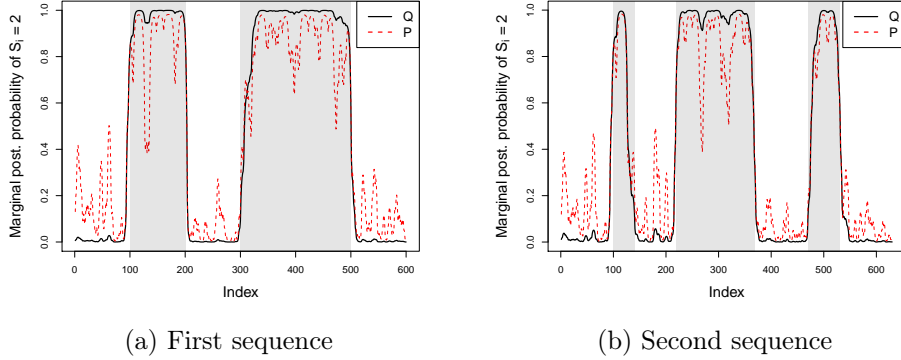 Marginal post. probability of Si = 2
1.0
0.8
0.6
0.4
0.2
0.0
0 100 200 300 400 500 600
Index
Q
P
(a) First sequence
Marginal post. probability of Si = 2
1.0
0.8
0.6
0.4
0.2
0.0
0 100 200 300 400 500 600
Index
Q
P
(b) Second sequence